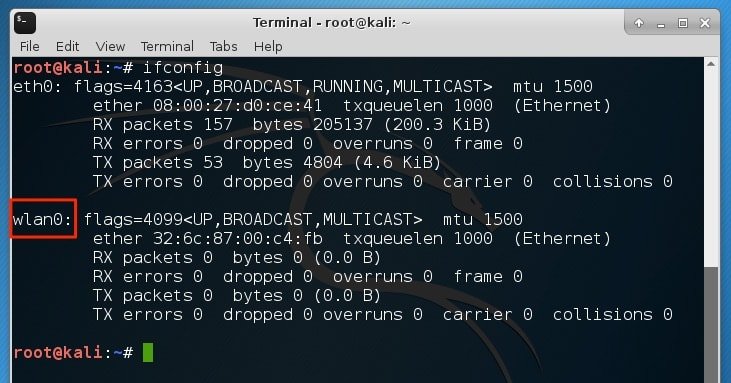 Terminal - root@kali: ~
File Edit View Terminal Tabs Help
root@kali:~# ifconfig
eth0: flags=4163<UP,BROADCAST,RUNNING,MULTICAST>  mtu 1500
        ether 08:00:27:d0:ce:41  txqueuelen 1000  (Ethernet)
        RX packets 157  bytes 205137 (200.3 KiB)
        RX errors 0  dropped 0  overruns 0  frame 0
        TX packets 53  bytes 4804 (4.6 KiB)
        TX errors 0  dropped 0 overruns 0  carrier 0  collisions 0
wlan0: flags=4099<UP,BROADCAST,MULTICAST>  mtu 1500
        ether 32:6c:87:00:c4:fb  txqueuelen 1000  (Ethernet)
        RX packets 0  bytes 0 (0.0 B)
        RX errors 0  dropped 0  overruns 0  frame 0
        TX packets 0  bytes 0 (0.0 B)
        TX errors 0  dropped 0 overruns 0  carrier 0  collisions 0
root@kali:~#